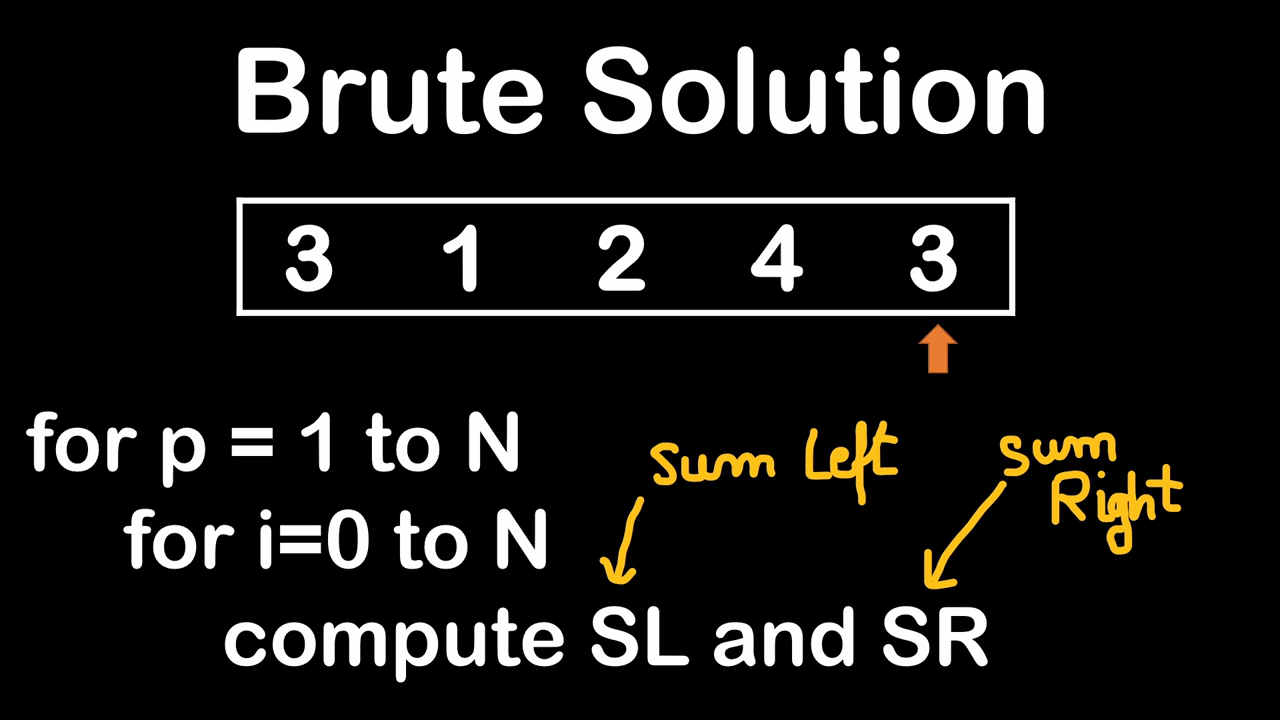 Brute Solution
3 1 2 4 3
for p = 1 to N
sum Left
sum
Right
for i=0 to N
compute SL and SR